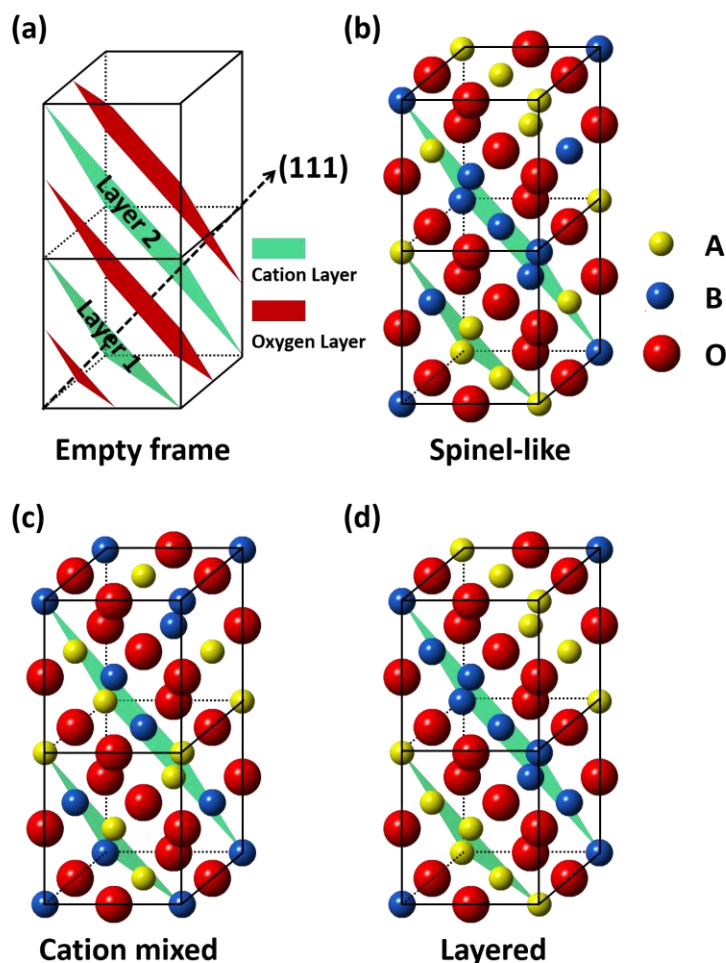 (a)
(b)
(111)
Layer 2
Layer 1
Cation Layer
Oxygen Layer
A
B
O
Empty frame
Spinel-like
(c)
(d)
Cation mixed
Layered